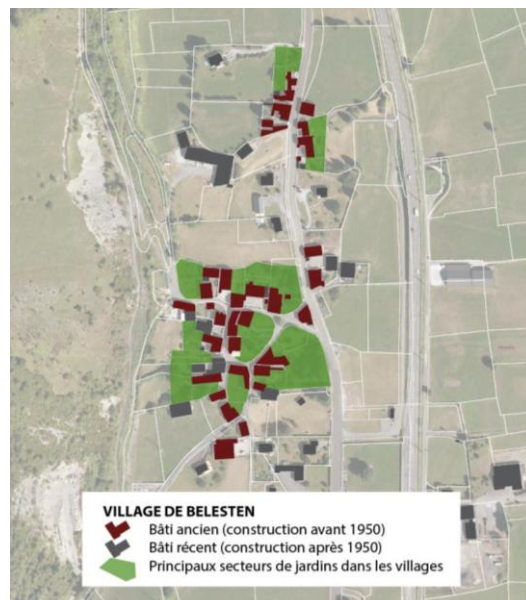 VILLAGE DE BELESTEN
Bâti ancien (construction avant 1950)
Bâti récent (construction après 1950)
Principaux secteurs de jardins dans les villages